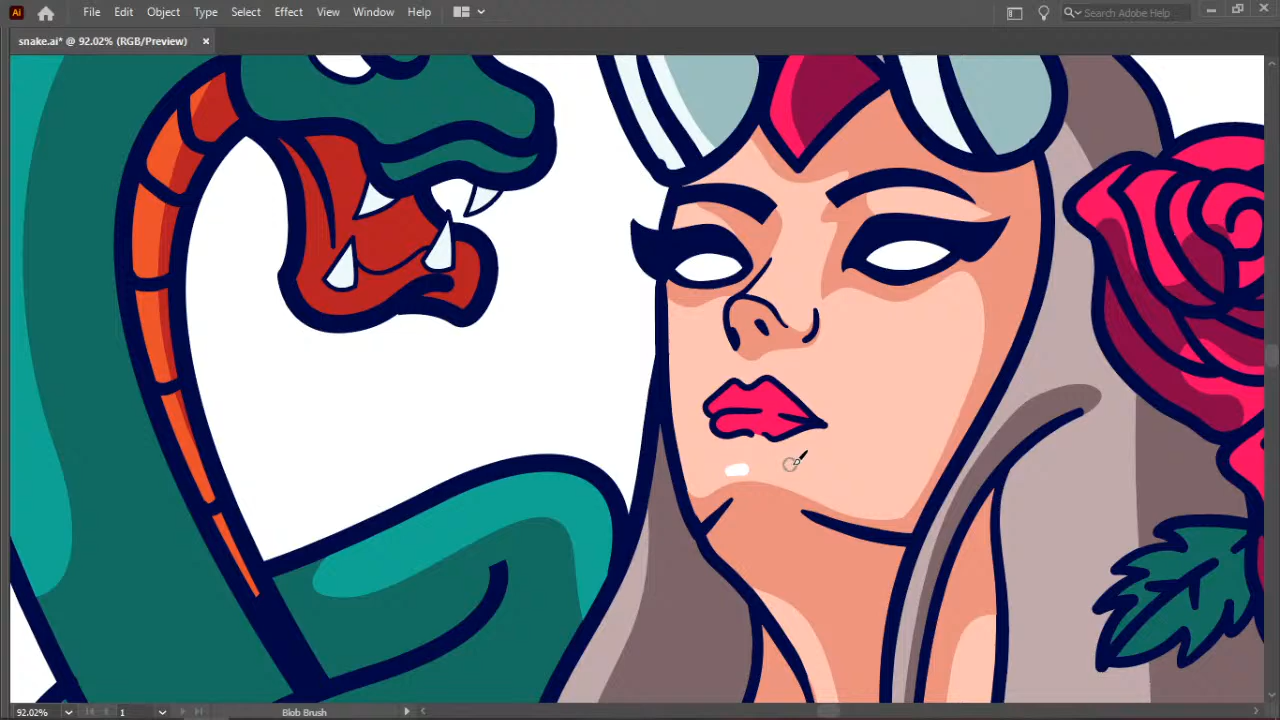 Ai File Edit Object Type Select Effect View Window Help Search Adobe Help
snake.ai* @ 92.02% (RGB/Preview) ×
92.02% 1 Blob Brush